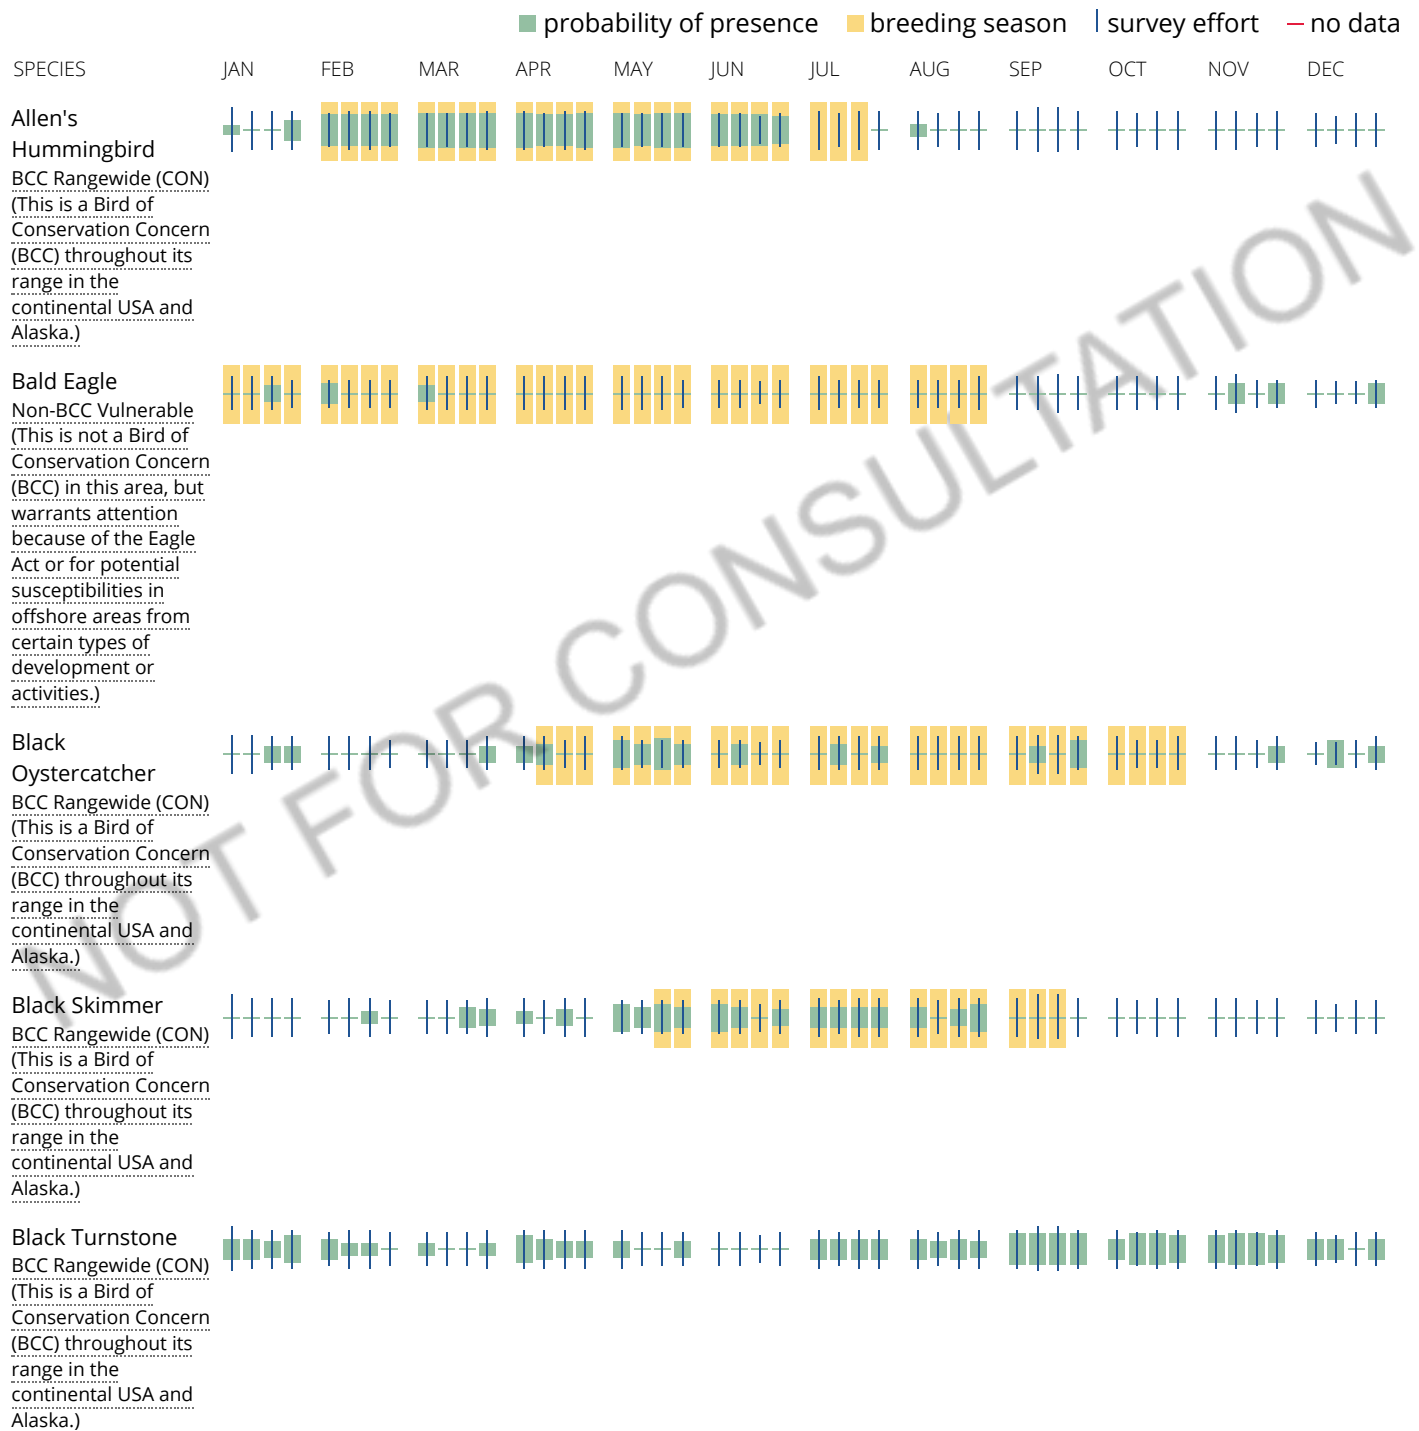 probability of presence breeding season survey effort no data
SPECIES JAN FEB MAR APR MAY JUN JUL AUG SEP OCT NOV DEC
Allen's
Hummingbird
BCC Rangewide (CON)
(This is a Bird of
Conservation Concern
(BCC) throughout its
range in the
continental USA and
Alaska.)
Bald Eagle
Non-BCC Vulnerable
(This is not a Bird of
Conservation Concern
(BCC) in this area, but
warrants attention
because of the Eagle
Act or for potential
susceptibilities in
offshore areas from
certain types of
development or
activities.)
Black
Oystercatcher
BCC Rangewide (CON)
(This is a Bird of
Conservation Concern
(BCC) throughout its
range in the
continental USA and
Alaska.)
Black Skimmer
BCC Rangewide (CON)
(This is a Bird of
Conservation Concern
(BCC) throughout its
range in the
continental USA and
Alaska.)
Black Turnstone
BCC Rangewide (CON)
(This is a Bird of
Conservation Concern
(BCC) throughout its
range in the
continental USA and
Alaska.)
NOT FOR CONSULTATION